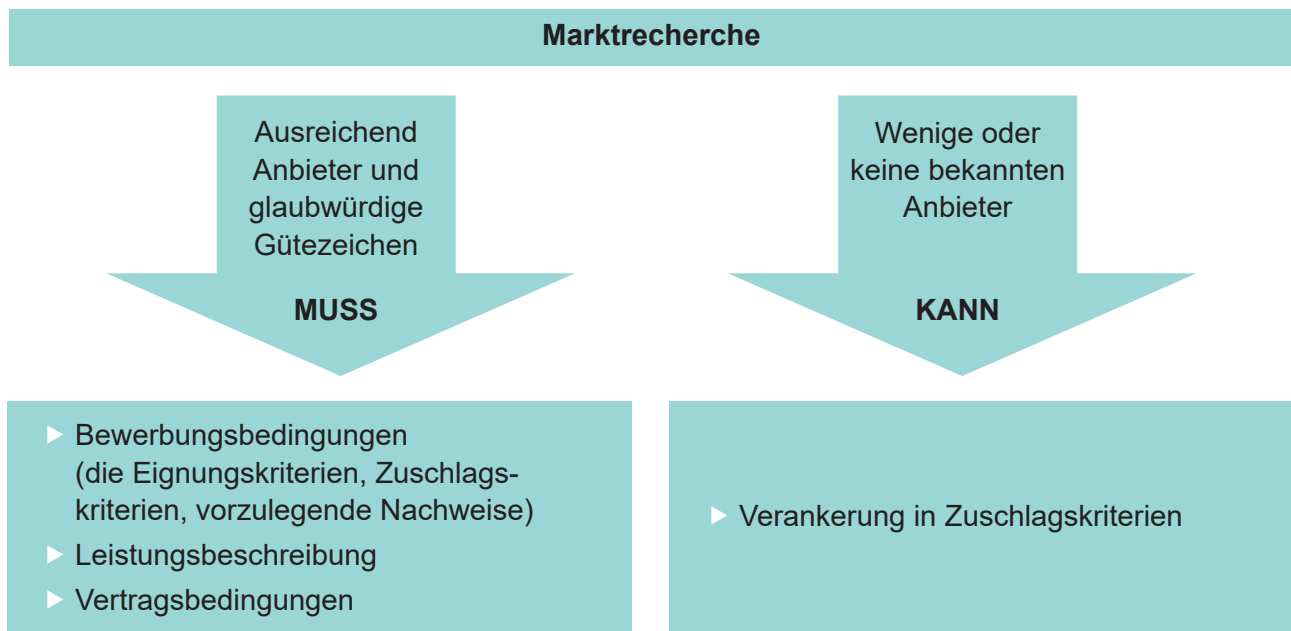 Marktrecherche
Ausreichend
Anbieter und
glaubwürdige
Gütezeichen
MUSS
Wenige oder
keine bekannten
Anbieter
KANN
Bewerbungsbedingungen
(die Eignungskriterien, Zuschlags-
kriterien, vorzulegende Nachweise)
Leistungsbeschreibung
Vertragsbedingungen
Verankerung in Zuschlagskriterien